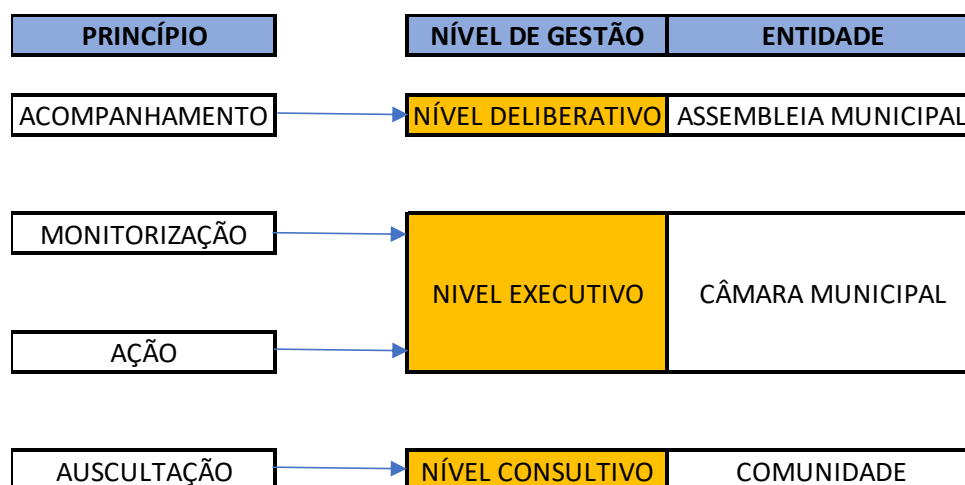 PRINCÍPIO NÍVEL DE GESTÃO ENTIDADE
ACOMPANHAMENTO NÍVEL DELIBERATIVO ASSEMBLEIA MUNICIPAL
MONITORIZAÇÃO
NIVEL EXECUTIVO CÂMARA MUNICIPAL
AÇÃO
AUSCULTAÇÃO NÍVEL CONSULTIVO COMUNIDADE